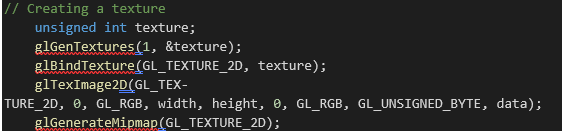 // Creating a texture
unsigned int texture;
glGenTextures(1, &texture);
glBindTexture(GL_TEXTURE_2D, texture);
glTexImage2D(GL_TEX-
TURE_2D, 0, GL_RGB, width, height, 0, GL_RGB, GL_UNSIGNED_BYTE, data);
glGenerateMipmap(GL_TEXTURE_2D);